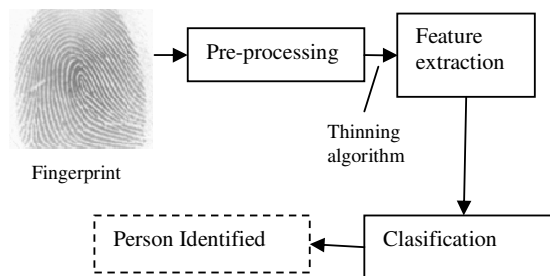 Fingerprint
Pre-processing
Thinning
algorithm
Feature
extraction
Clasification
Person Identified